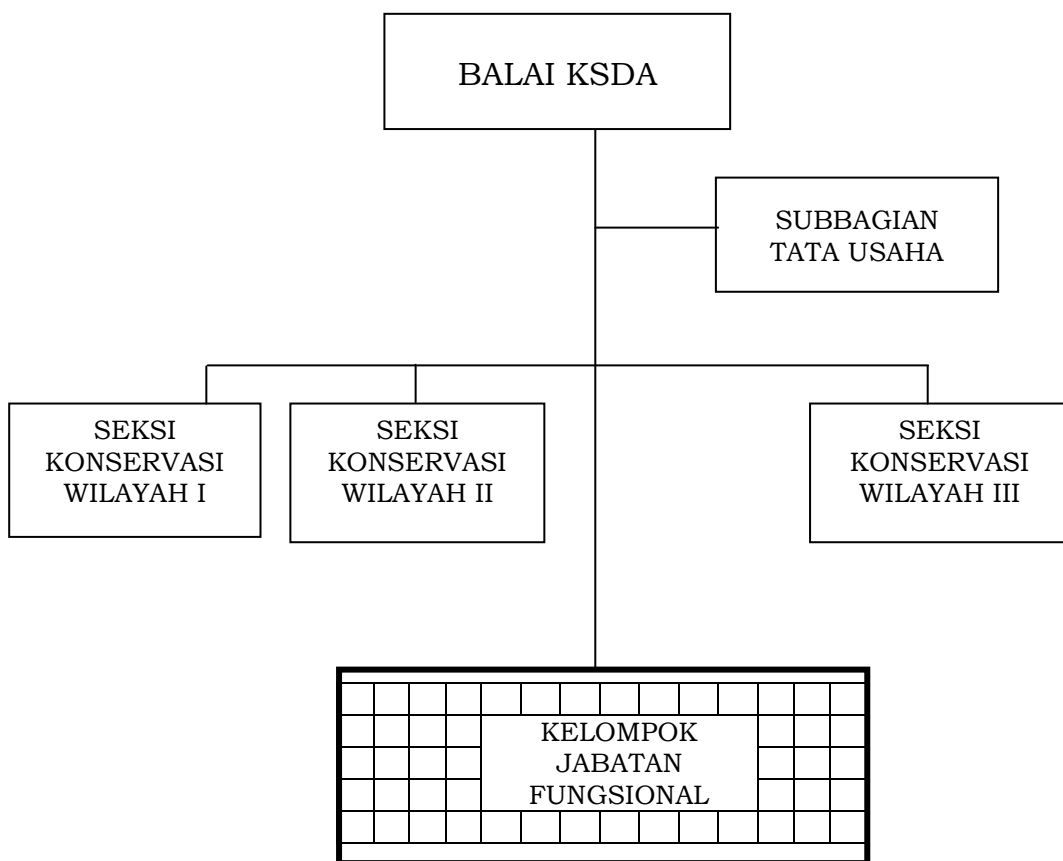 BALAI KSDA
SUBBAGIAN
TATA USAHA
SEKSI
KONSERVASI
WILAYAH I
SEKSI
KONSERVASI
WILAYAH II
SEKSI
KONSERVASI
WILAYAH III
KELOMPOK
JABATAN
FUNGSIONAL